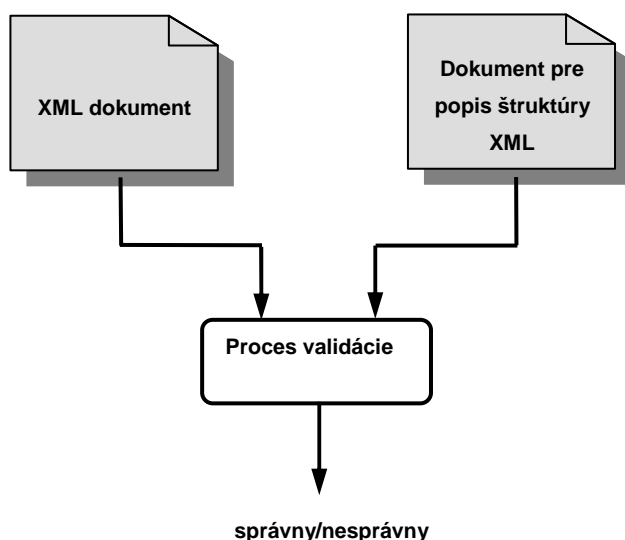 XML dokument
Dokument pre
popis štruktúry
XML
Proces validácie
správny/nesprávny